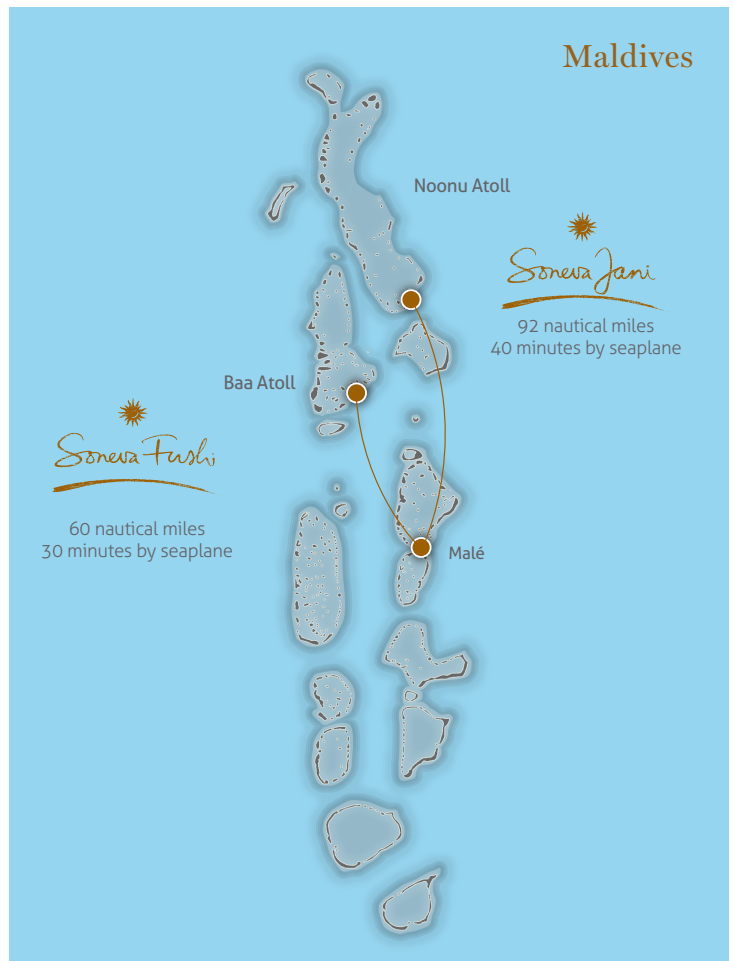 Maldives
Noonu Atoll
Soneva Jani
92 nautical miles
40 minutes by seaplane
Baa Atoll
Soneva Fushi
60 nautical miles
30 minutes by seaplane
Malé